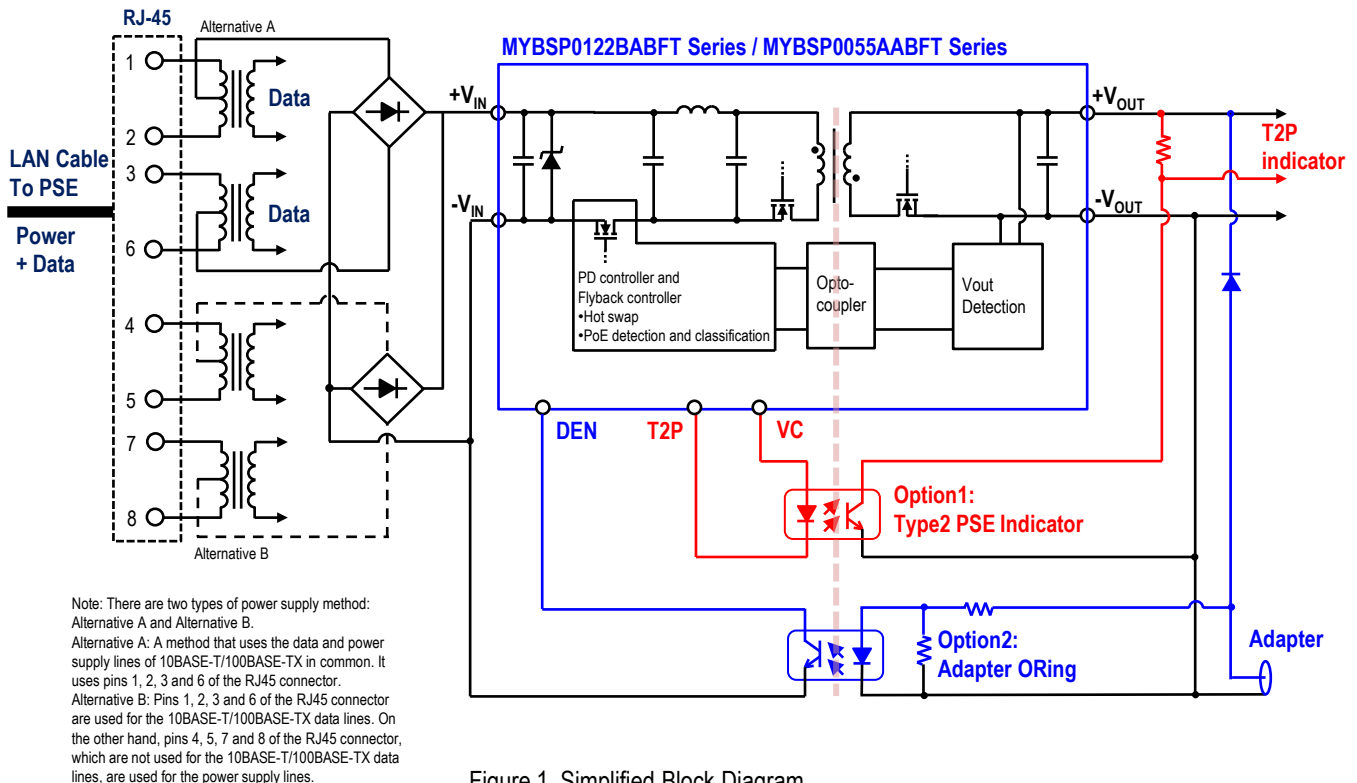 RJ-45
Alternative A
1
2
3
6
4
5
7
8
Data
Data
LAN Cable
To PSE
Power
+ Data
Alternative B
MYBSP0122BABFT Series / MYBSP0055AABFT Series
+VIN
-VIN
+VOUT
-VOUT
T2P
indicator
PD controller and
Flyback controller
•Hot swap
•PoE detection and classification
Opto-
coupler
Vout
Detection
DEN
T2P
VC
Option1:
Type2 PSE Indicator
Option2:
Adapter ORing
Adapter
Note: There are two types of power supply method:
Alternative A and Alternative B.
Alternative A: A method that uses the data and power
supply lines of 10BASE-T/100BASE-TX in common. It
uses pins 1, 2, 3 and 6 of the RJ45 connector.
Alternative B: Pins 1, 2, 3 and 6 of the RJ45 connector
are used for the 10BASE-T/100BASE-TX data lines. On
the other hand, pins 4, 5, 7 and 8 of the RJ45 connector,
which are not used for the 10BASE-T/100BASE-TX data
lines, are used for the power supply lines.
Figure 1. Simplified Block Diagram